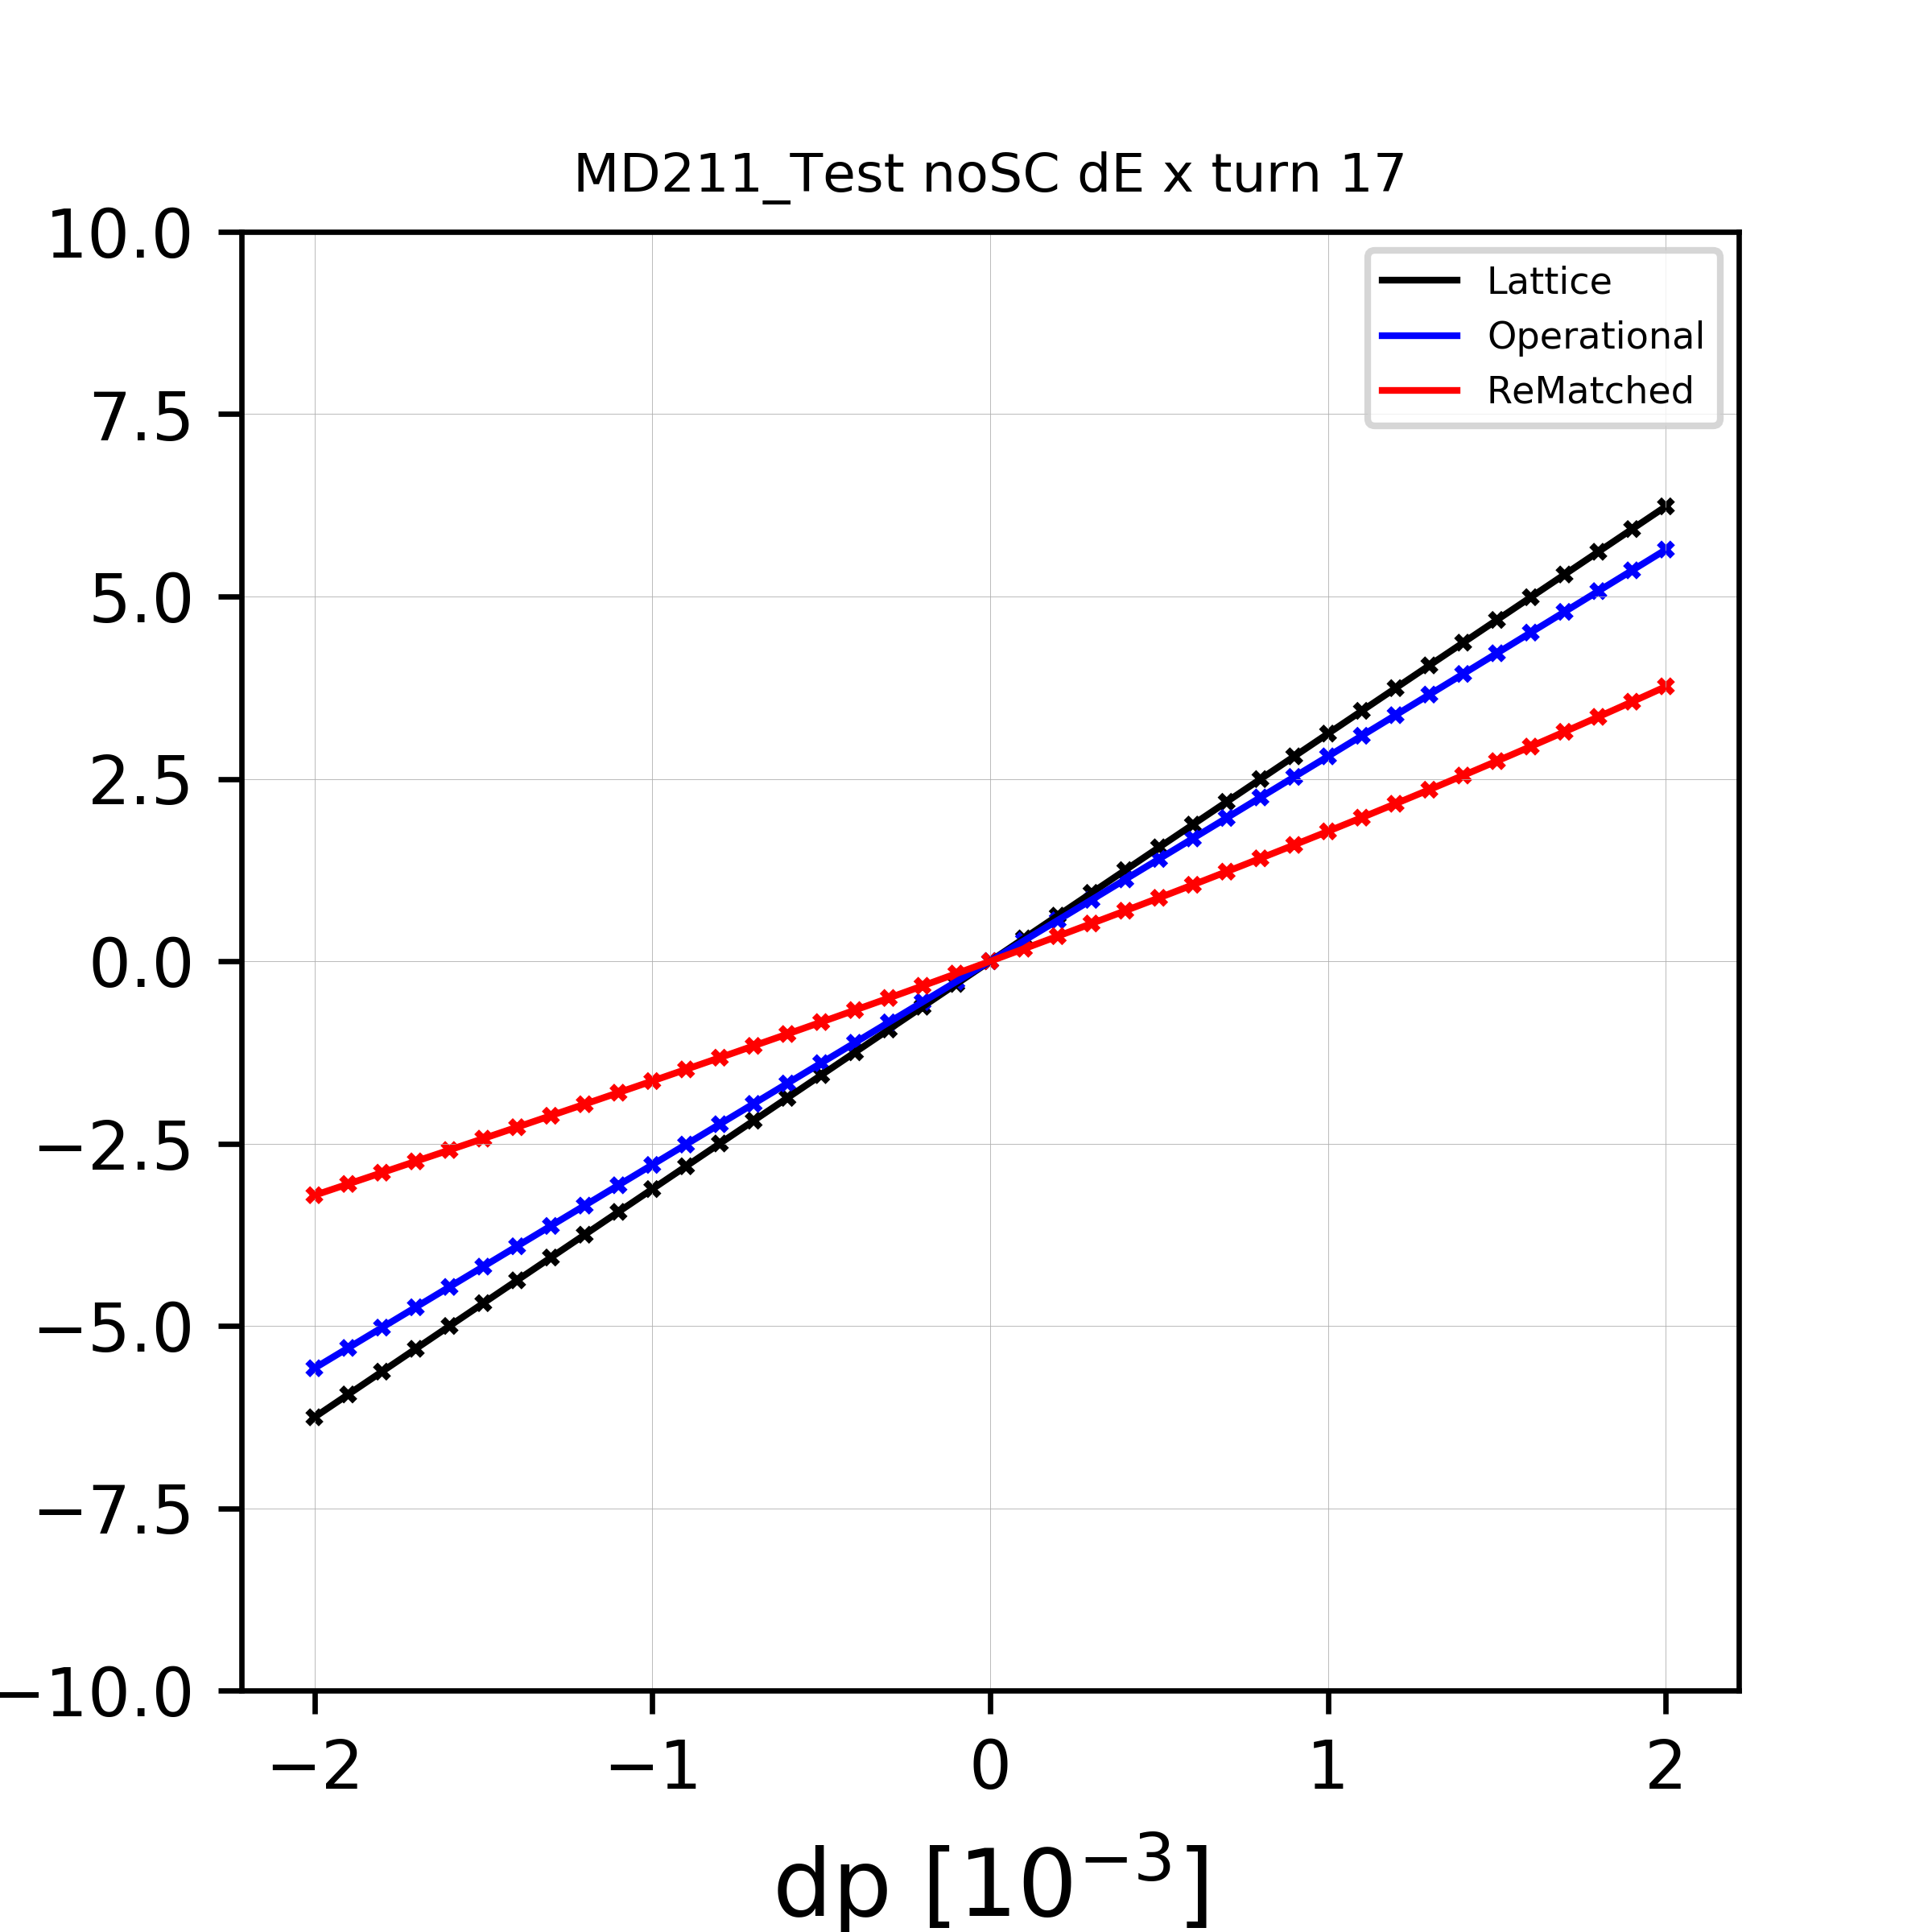 MD211_Test noSC dE x turn 17
10.0
7.5
5.0
2.5
0.0
−2.5
−5.0
−7.5
−10.0
Lattice
Operational
ReMatched
−2 −1 0 1 2
dp [10⁻³]